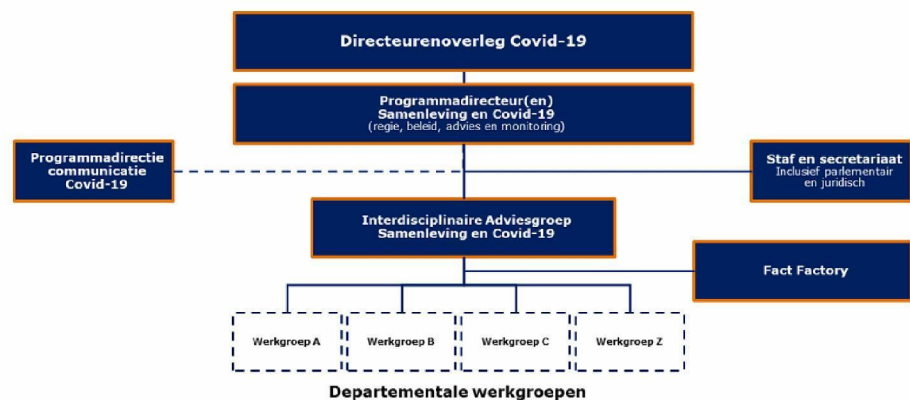 Directeurenoverleg Covid-19
Programmadirecteur(en)
Samenleving en Covid-19
(regie, beleid, advies en monitoring)
Programmadirectie
communicatie
Covid-19
Staf en secretariaat
Inclusief parlementair
en juridisch
Interdisciplinaire Adviesgroep
Samenleving en Covid-19
Fact Factory
Werkgroep A
Werkgroep B
Werkgroep C
Werkgroep Z
Departementale werkgroepen